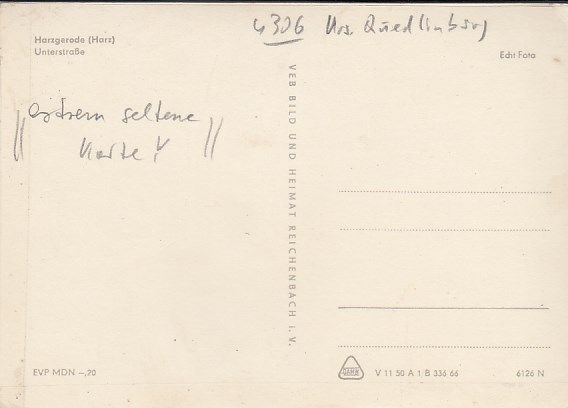 4306 Krs. Quedlinburg
Harzgerode (Harz)
Unterstraße
Echt Foto
"extrem seltene
Karte! "
VEB BILD UND HEIMAT REICHENBACH i. V.
EVP MDN –,20
V 11 50 A 1 B 336 66
6126 N